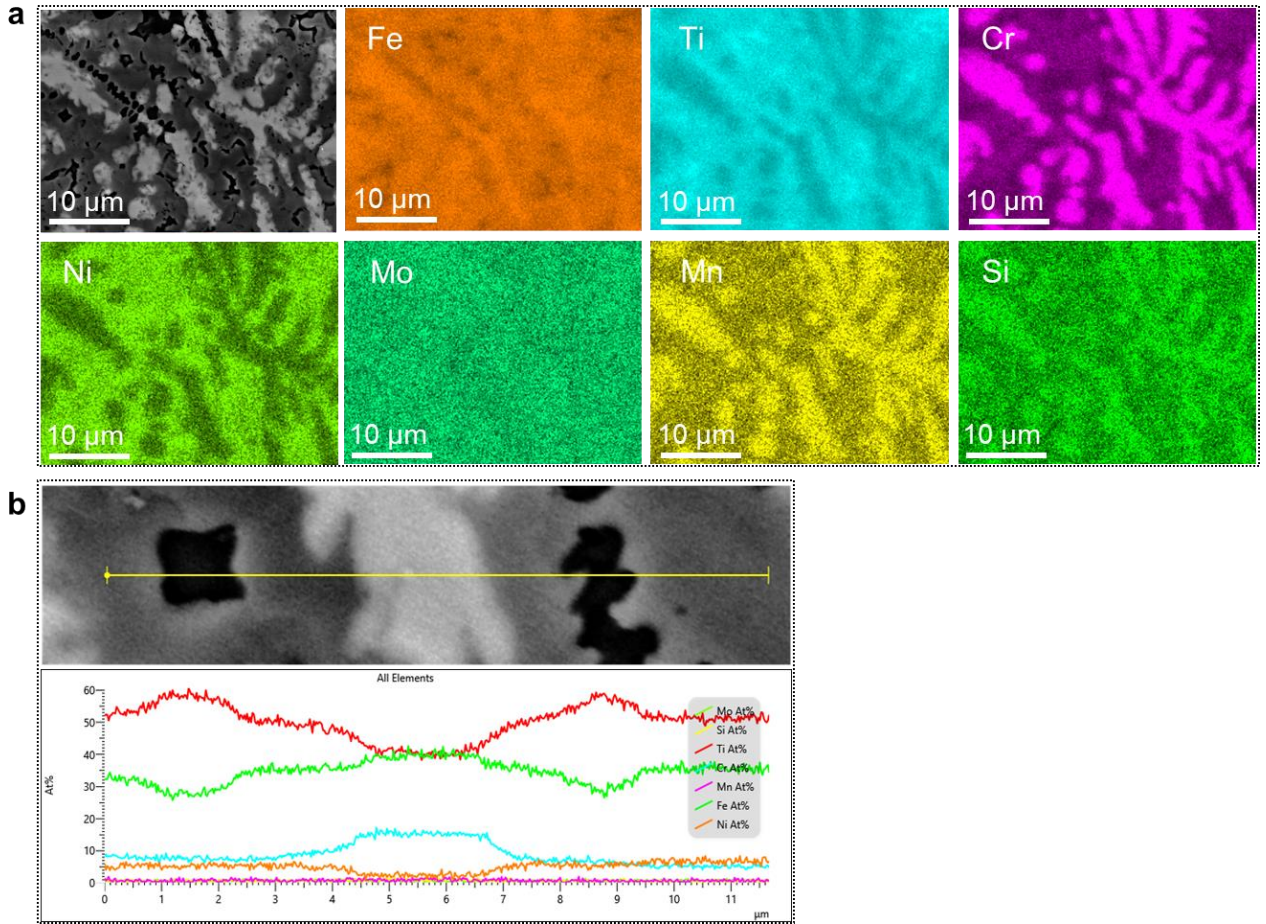 a
Fe
Ti
Cr
10 µm
10 µm
10 µm
10 µm
Ni
Mo
Mn
Si
10 µm
10 µm
10 µm
10 µm
b
All Elements
60
50
40
30
20
10
0
At%
Mo At%
Si At%
Ti At%
Cr At%
Mn At%
Fe At%
Ni At%
0 1 2 3 4 5 6 7 8 9 10 11
µm